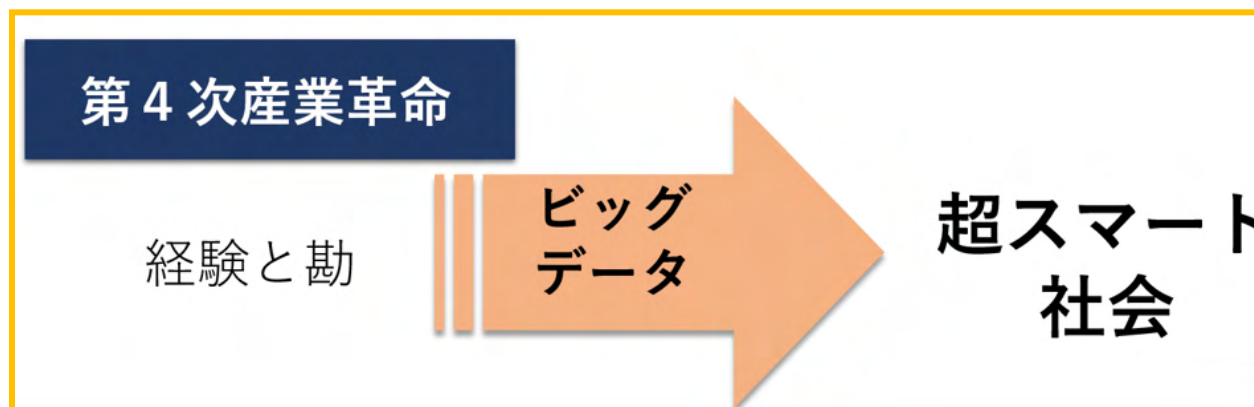 第４次産業革命
経験と勘
ビッグ
データ
超スマート
社会